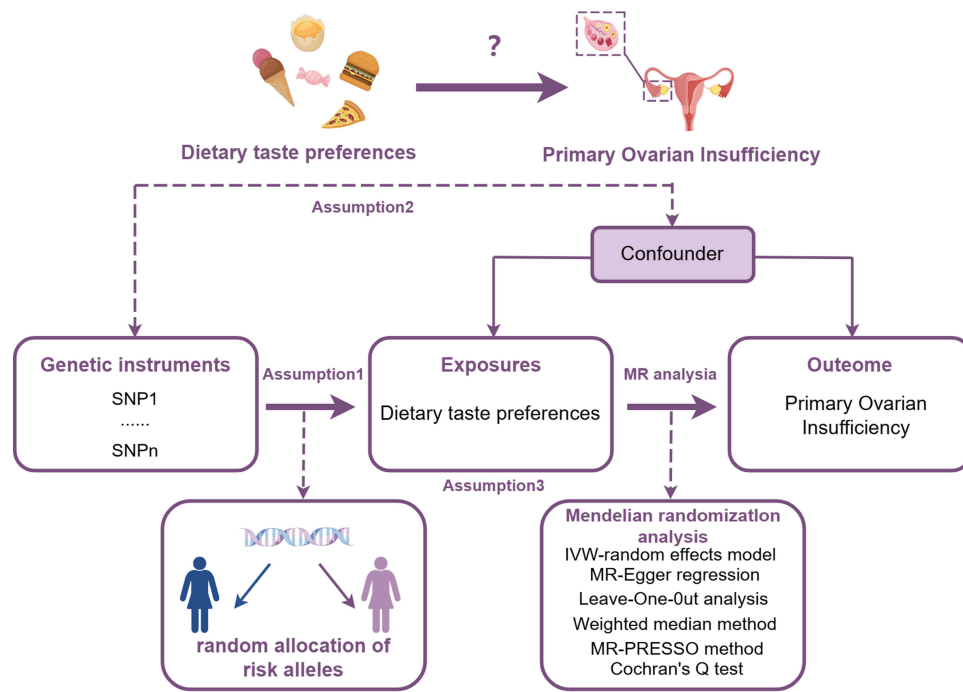 ?
Dietary taste preferences
Primary Ovarian Insufficiency
Assumption2
Confounder
Genetic instruments
SNP1
......
SNPn
Assumption1
Exposures
Dietary taste preferences
MR analysis
Outcome
Primary Ovarian
Insufficiency
Assumption3
random allocation of
risk alleles
Mendelian randomizatlon
analysis
IVW-random effects model
MR-Egger regression
Leave-One-0ut analysis
Weighted median method
MR-PRESSO method
Cochran's Q test